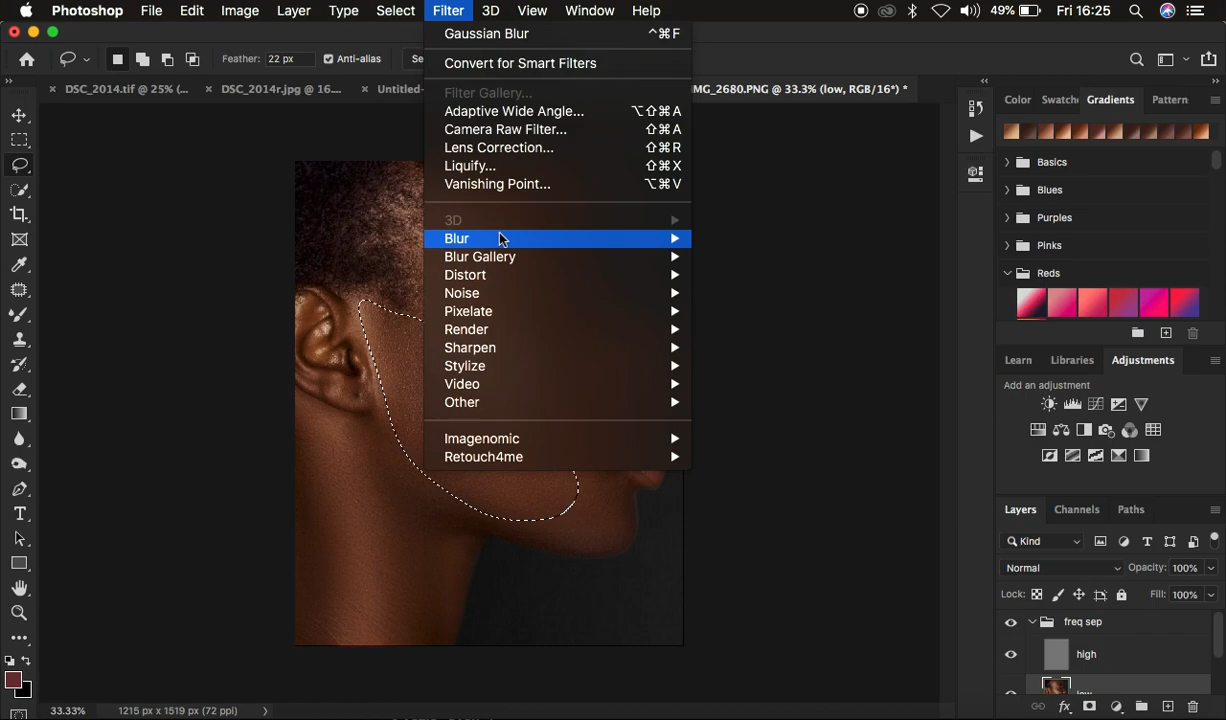 Photoshop File Edit Image Layer Type Select Filter 3D View Window Help 49% Fri 16:25
Feather: 22 px Anti-alias Se
DSC_2014.tif @ 25% (... DSC_2014r.jpg @ 16.... Untitled- MG_2680.PNG @ 33.3% (low, RGB/16*) *
Gaussian Blur ^⌘F
Convert for Smart Filters
Filter Gallery...
Adaptive Wide Angle... ⌥⇧⌘A
Camera Raw Filter... ⇧⌘A
Lens Correction... ⇧⌘R
Liquify... ⇧⌘X
Vanishing Point... ⌥⌘V
3D
Blur
Blur Gallery
Distort
Noise
Pixelate
Render
Sharpen
Stylize
Video
Other
Imagenomic
Retouch4me
Color Swatche Gradients Pattern
Basics
Blues
Purples
Pinks
Reds
Learn Libraries Adjustments
Add an adjustment
Layers Channels Paths
Kind
Normal Opacity: 100%
Lock: Fill: 100%
freq sep
high
low
33.33% 1215 px x 1519 px (72 ppi)